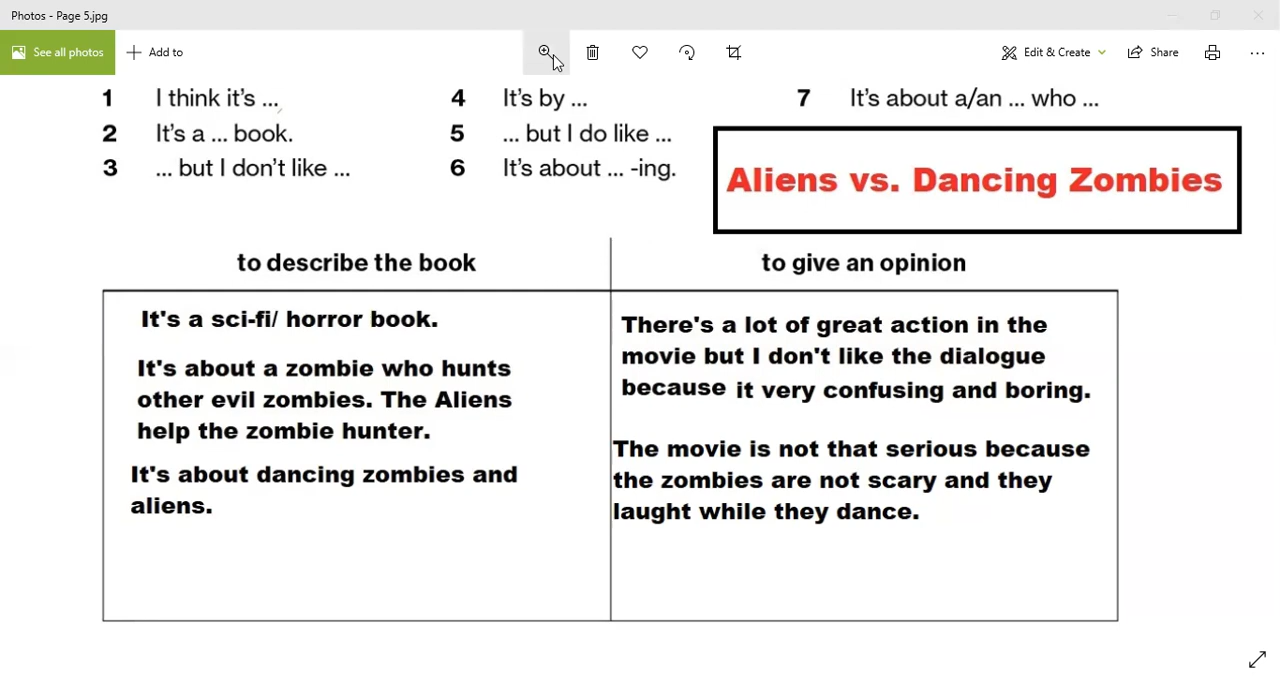 Photos - Page 5.jpg
See all photos
Add to
Edit & Create
Share
1 I think it's ...
2 It's a ... book.
3 ... but I don't like ...
4 It's by ...
5 ... but I do like ...
6 It's about ... -ing.
7 It's about a/an ... who ...
Aliens vs. Dancing Zombies
to describe the book
It's a sci-fi/ horror book.
It's about a zombie who hunts
other evil zombies. The Aliens
help the zombie hunter.
It's about dancing zombies and
aliens.
to give an opinion
There's a lot of great action in the
movie but I don't like the dialogue
because it very confusing and boring.
The movie is not that serious because
the zombies are not scary and they
laught while they dance.